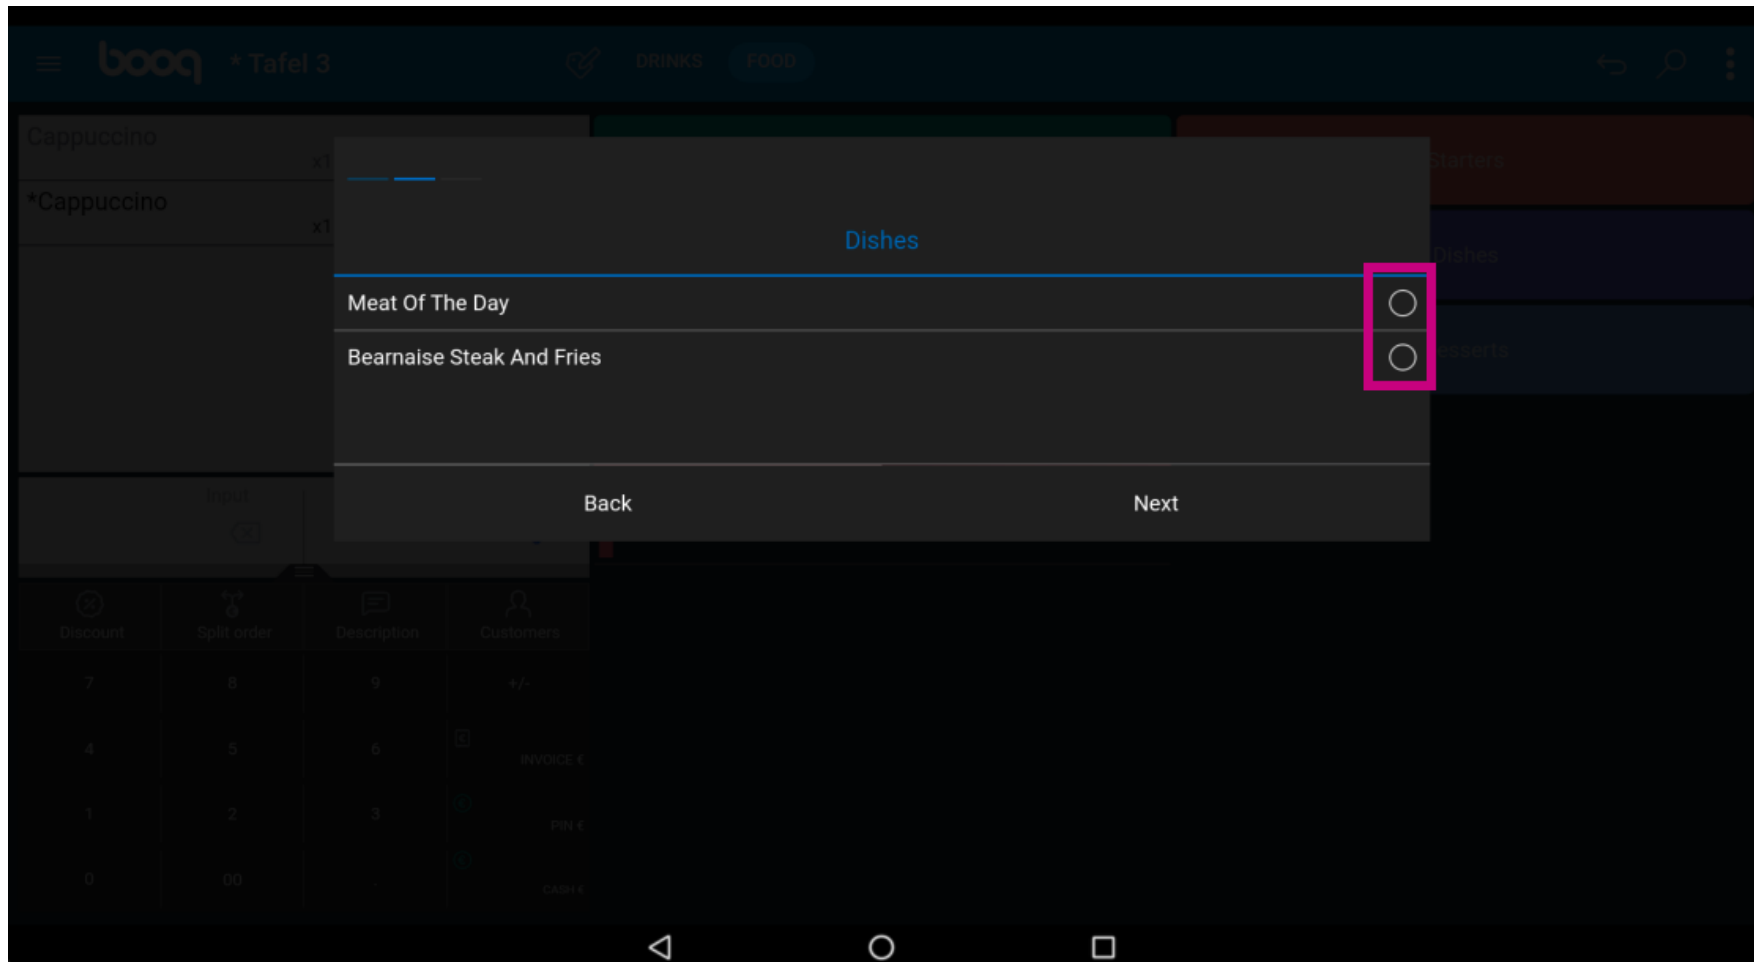 booq * Tafel 3 DRINKS FOOD
Cappuccino
x1
*Cappuccino
x1
Starters
Dishes
Desserts
Dishes
Meat Of The Day
Bearnaise Steak And Fries
Back Next
Input
Discount Split order Description Customers
7 8 9 +/-
4 5 6 INVOICE €
1 2 3 PIN €
0 00 . CASH €